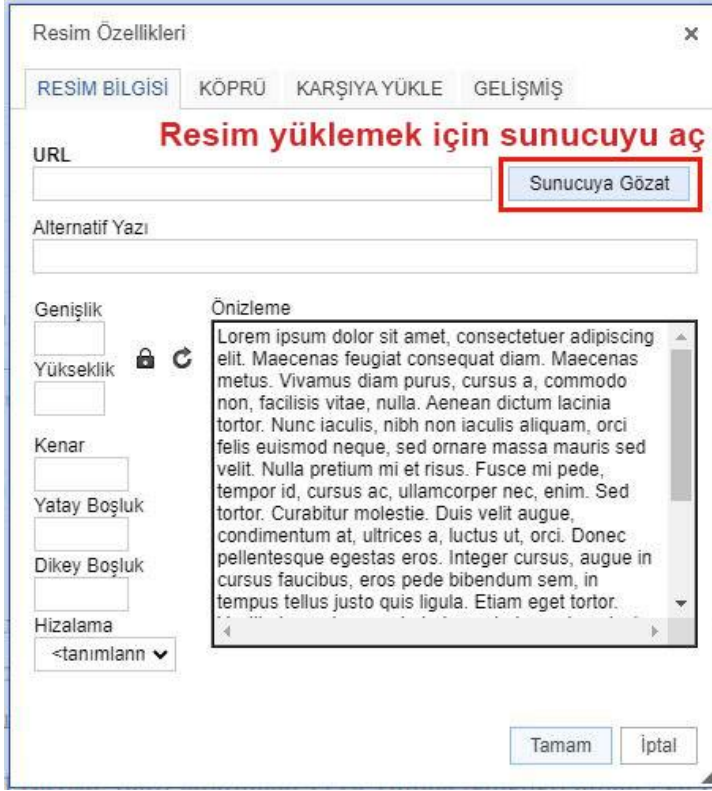 Resim Özellikleri
RESİM BİLGİSİ KÖPRÜ KARŞIYA YÜKLE GELİŞMİŞ
Resim yüklemek için sunucuyu aç
URL
Sunucuya Gözat
Alternatif Yazı
Genişlik
Yükseklik
Kenar
Yatay Boşluk
Dikey Boşluk
Hizalama
<tanımlanm
Önizleme
Lorem ipsum dolor sit amet, consectetuer adipiscing
elit. Maecenas feugiat consequat diam. Maecenas
metus. Vivamus diam purus, cursus a, commodo
non, facilisis vitae, nulla. Aenean dictum lacinia
tortor. Nunc iaculis, nibh non iaculis aliquam, orci
felis euismod neque, sed ornare massa mauris sed
velit. Nulla pretium mi et risus. Fusce mi pede,
tempor id, cursus ac, ullamcorper nec, enim. Sed
tortor. Curabitur molestie. Duis velit augue,
condimentum at, ultrices a, luctus ut, orci. Donec
pellentesque egestas eros. Integer cursus, augue in
cursus faucibus, eros pede bibendum sem, in
tempus tellus justo quis ligula. Etiam eget tortor.
Tamam İptal